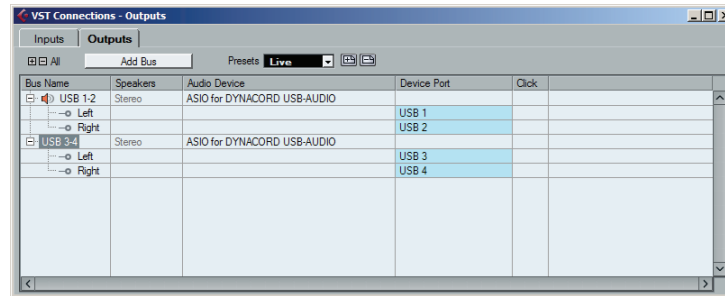 VST Connections - Outputs
Inputs Outputs
All Add Bus Presets Live
Bus Name Speakers Audio Device Device Port Click
USB 1-2 Stereo ASIO for DYNACORD USB-AUDIO
Left USB 1
Right USB 2
USB 3-4 Stereo ASIO for DYNACORD USB-AUDIO
Left USB 3
Right USB 4